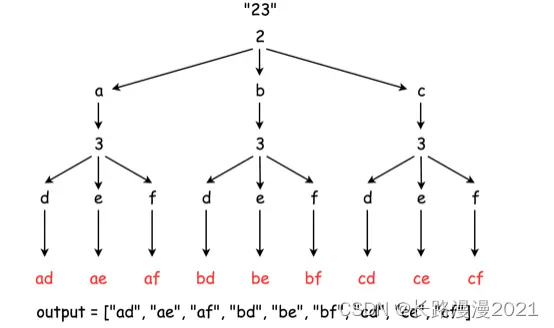 "23"
2
a b c
3 3 3
d e f d e f d e f
ad ae af bd be bf cd ce cf
output = ["ad", "ae", "af", "bd", "be", "bf", "cd", "ce", "cf"]
CSDN @长路漫漫2021